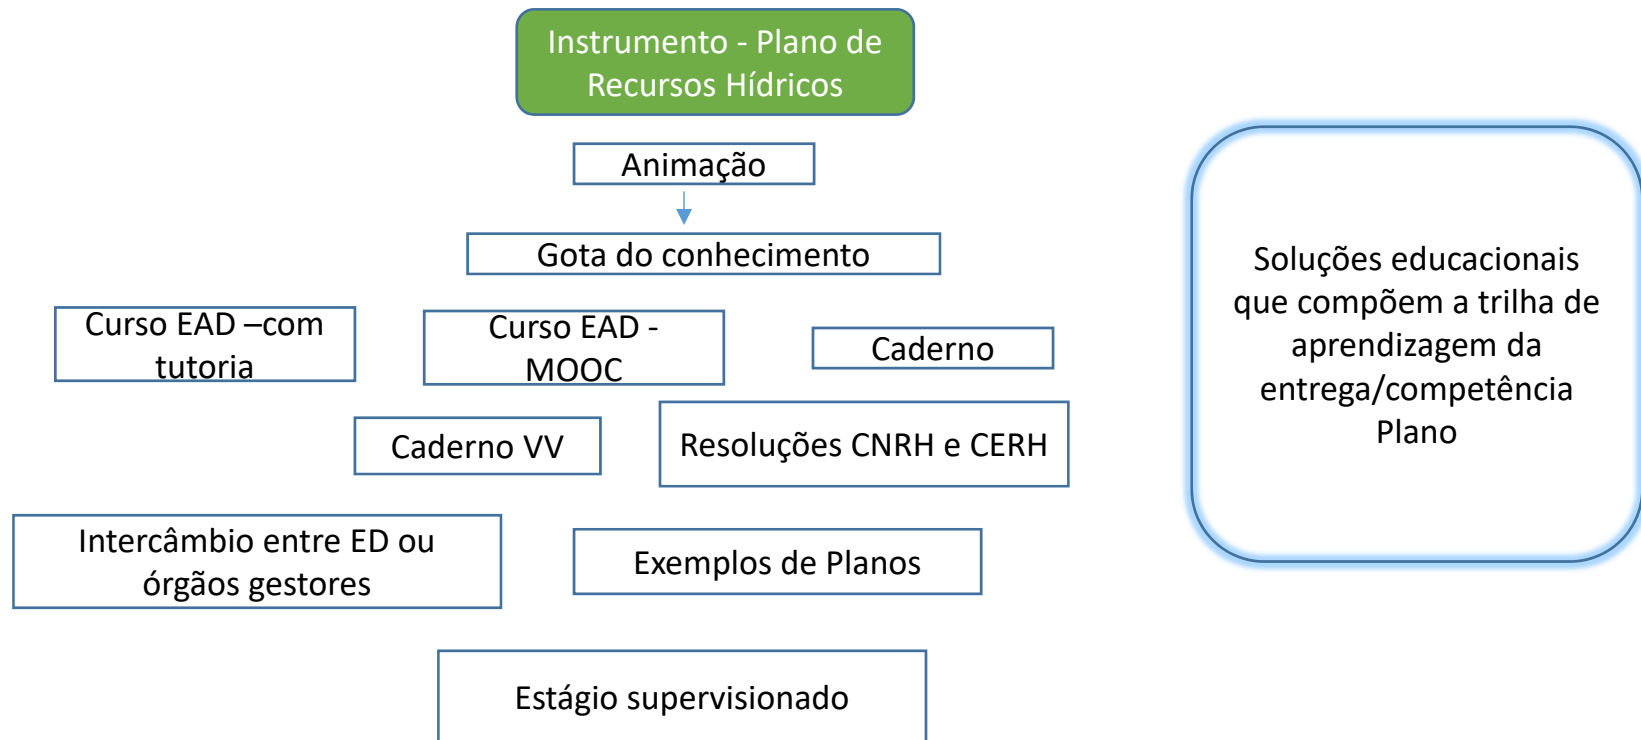 Instrumento - Plano de
Recursos Hídricos
Animação
Gota do conhecimento
Curso EAD –com
tutoria
Curso EAD -
MOOC
Caderno
Caderno VV
Resoluções CNRH e CERH
Intercâmbio entre ED ou
órgãos gestores
Exemplos de Planos
Estágio supervisionado
Soluções educacionais
que compõem a trilha de
aprendizagem da
entrega/competência
Plano